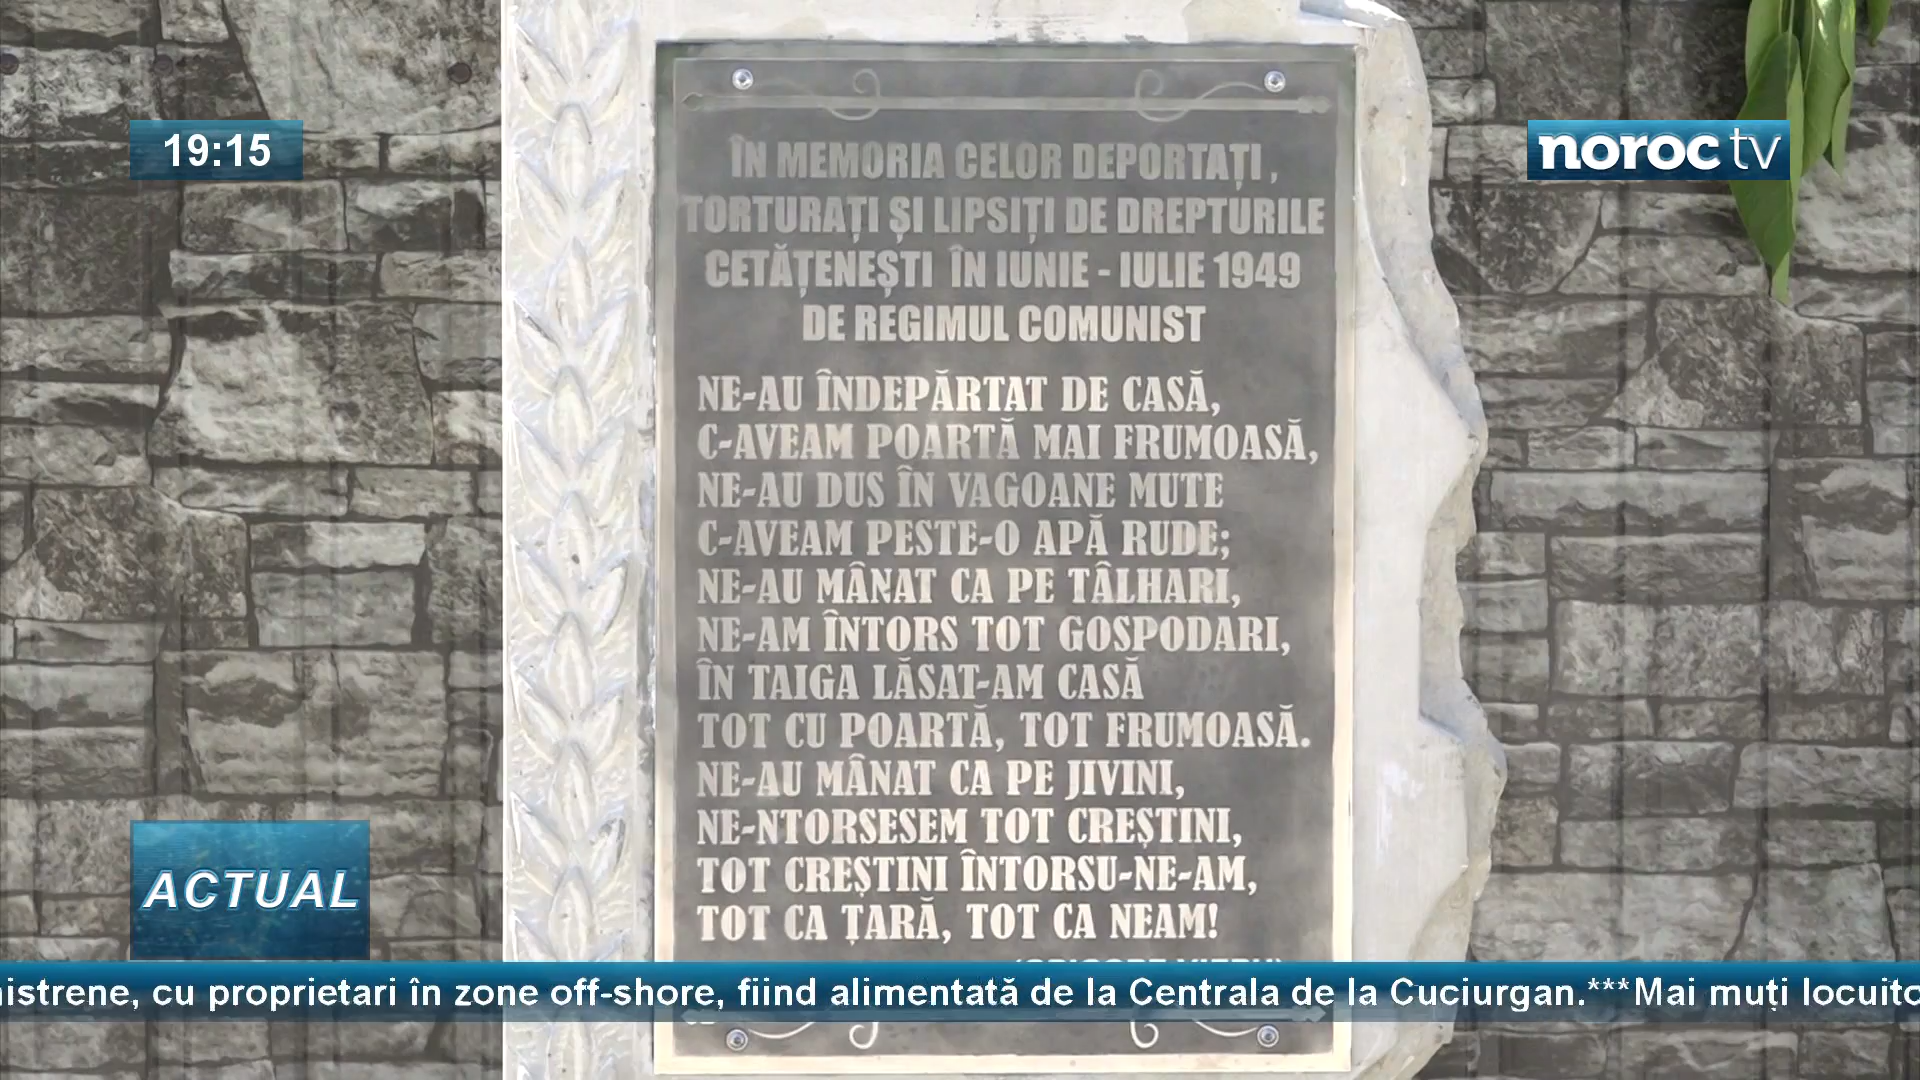 19:15
noroc tv
ÎN MEMORIA CELOR DEPORTAȚI,
TORTURAȚI ȘI LIPSIȚI DE DREPTURILE
CETĂȚENEȘTI ÎN IUNIE - IULIE 1949
DE REGIMUL COMUNIST
NE-AU ÎNDEPĂRTAT DE CASĂ,
C-AVEAM POARTĂ MAI FRUMOASĂ,
NE-AU DUS ÎN VAGOANE MUTE
C-AVEAM PESTE-O APĂ RUDE;
NE-AU MÂNAT CA PE TÂLHARI,
NE-AM ÎNTORS TOT GOSPODARI,
ÎN TAIGA LĂSAT-AM CASĂ
TOT CU POARTĂ, TOT FRUMOASĂ.
NE-AU MÂNAT CA PE JIVINI,
NE-NTORSESEM TOT CREȘTINI,
TOT CREȘTINI ÎNTORSU-NE-AM,
TOT CA ȚARĂ, TOT CA NEAM!
(GRIGORE VIERU)
ACTUAL
nistrene, cu proprietari în zone off-shore, fiind alimentată de la Centrala de la Cuciurgan.***Mai muți locuito